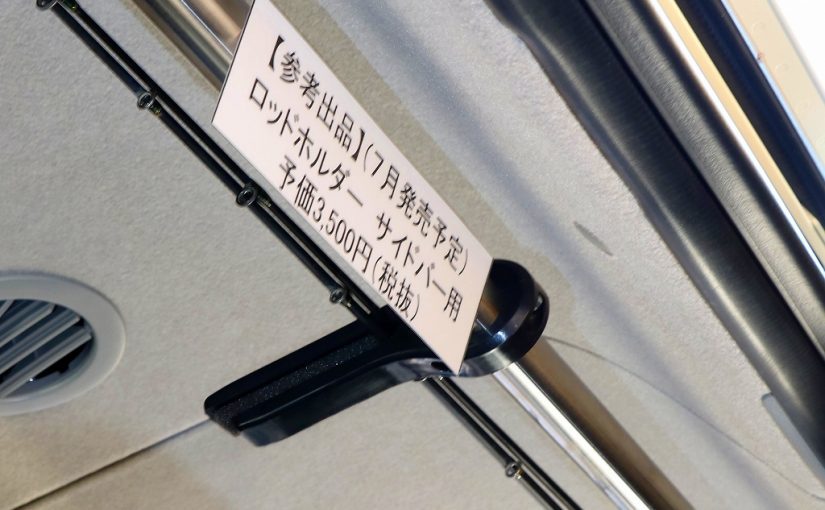 【参考出品】(7月発売予定)
ロッドホルダー サイドバー用
予価3,500円(税抜)